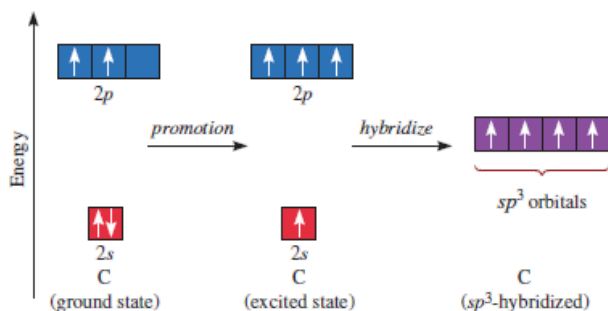 Energy
2p
2p
promotion
hybridize
sp³ orbitals
2s
2s
C
C
C
(ground state)
(excited state)
(sp³-hybridized)